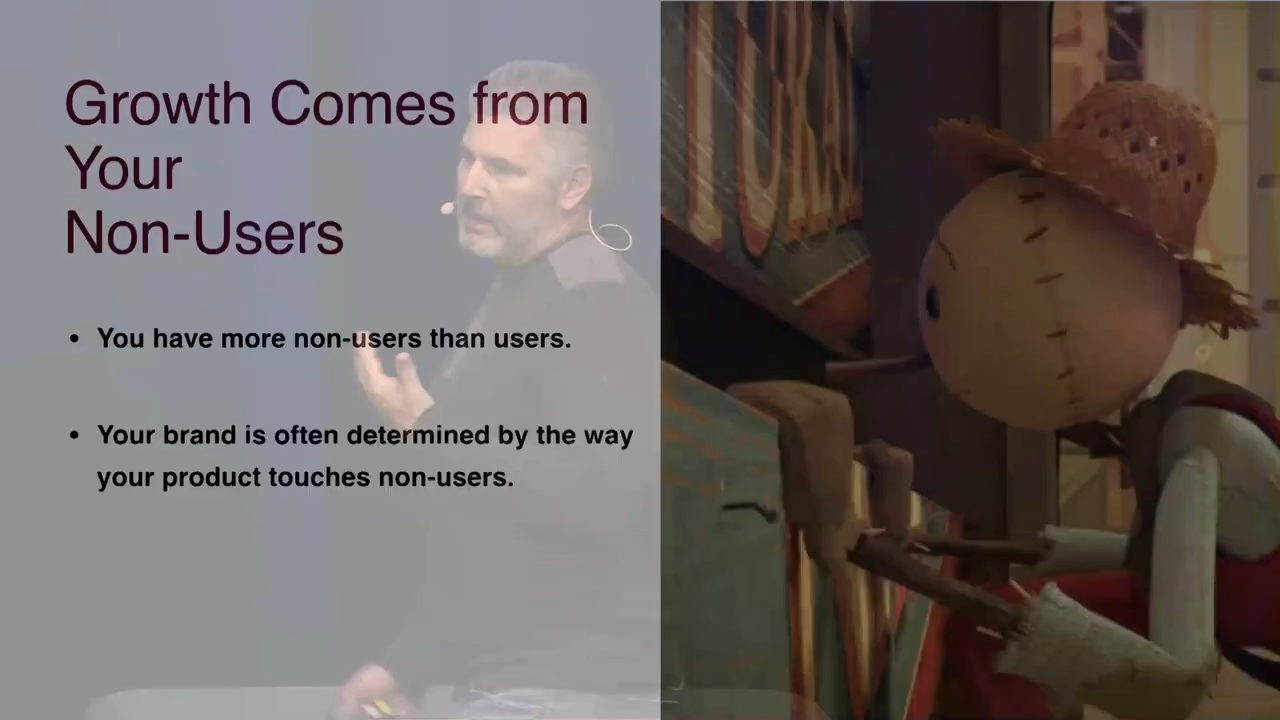 Growth Comes from
Your
Non-Users
• You have more non-users than users.
• Your brand is often determined by the way
your product touches non-users.